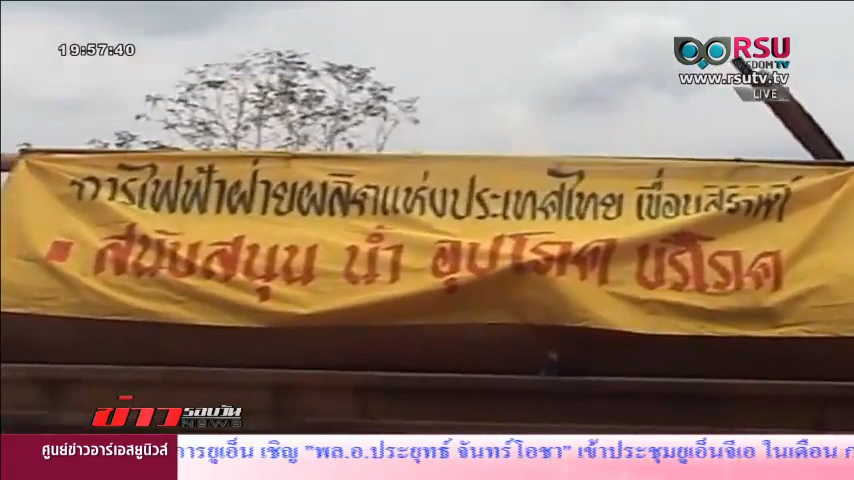 19:57:40
RSU
WISDOM TV
www.rsutv.tv
LIVE
การไฟฟ้าฝ่ายผลิตแห่งประเทศไทย เขื่อนสิริกิติ์
สนับสนุน น้ำ อุปโภค บริโภค
ข่าวรอบวัน
NEWS
ศูนย์ข่าวอาร์เอสยูนิวส์
การยูเอ็น เชิญ "พล.อ.ประยุทธ์ จันทร์โอชา" เข้าประชุมยูเอ็นจีเอ ในเดือน ก